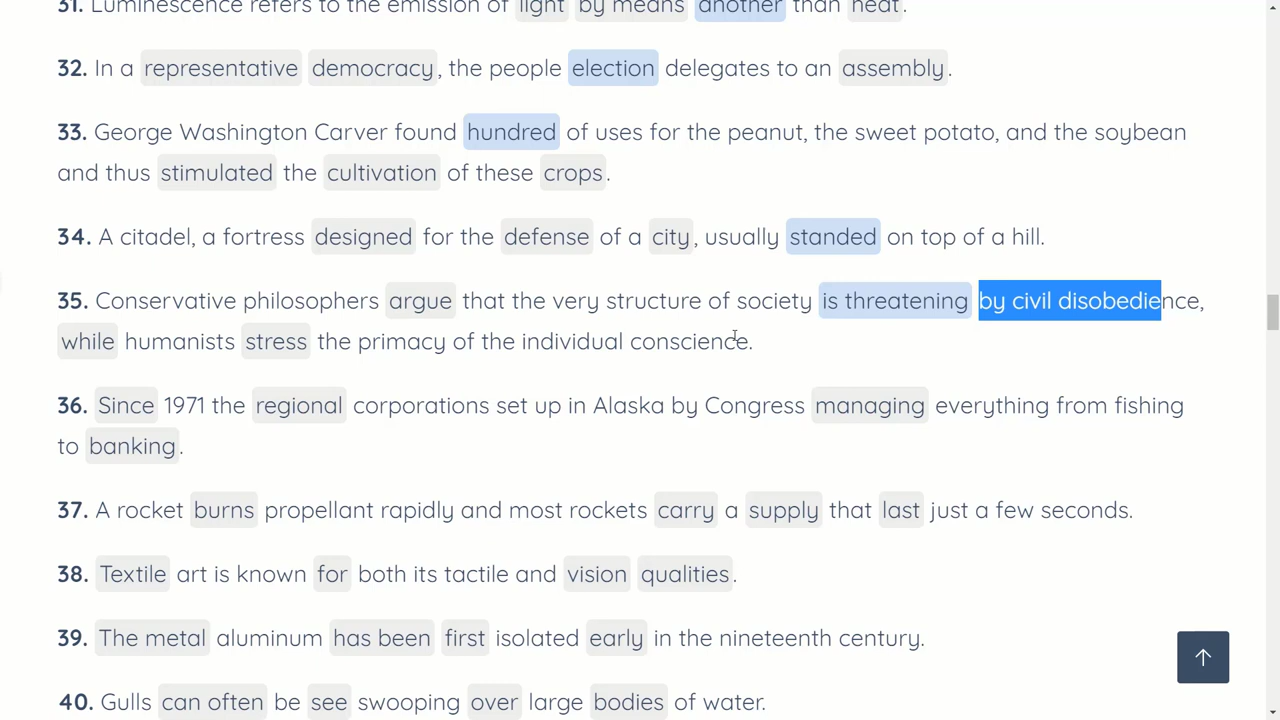 31. Luminescence refers to the emission of light by means another than heat.
32. In a representative democracy, the people election delegates to an assembly.
33. George Washington Carver found hundred of uses for the peanut, the sweet potato, and the soybean
and thus stimulated the cultivation of these crops.
34. A citadel, a fortress designed for the defense of a city, usually standed on top of a hill.
35. Conservative philosophers argue that the very structure of society is threatening by civil disobedience,
while humanists stress the primacy of the individual conscience.
36. Since 1971 the regional corporations set up in Alaska by Congress managing everything from fishing
to banking.
37. A rocket burns propellant rapidly and most rockets carry a supply that last just a few seconds.
38. Textile art is known for both its tactile and vision qualities.
39. The metal aluminum has been first isolated early in the nineteenth century.
40. Gulls can often be see swooping over large bodies of water.